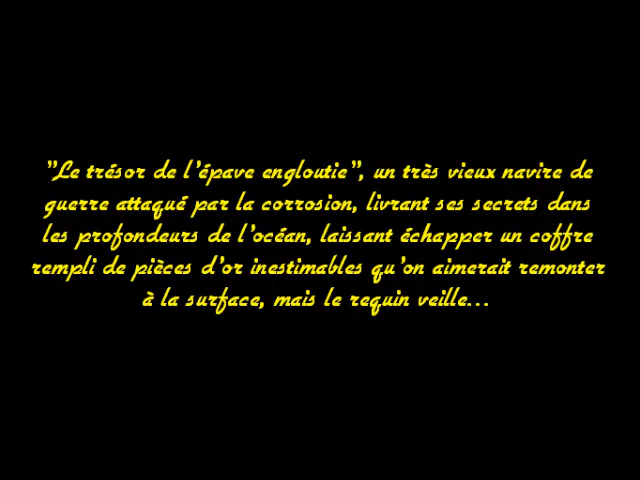 "Le trésor de l'épave engloutie", un très vieux navire de
guerre attaqué par la corrosion, livrant ses secrets dans
les profondeurs de l'océan, laissant échapper un coffre
rempli de pièces d'or inestimables qu'on aimerait remonter
à la surface, mais le requin veille...